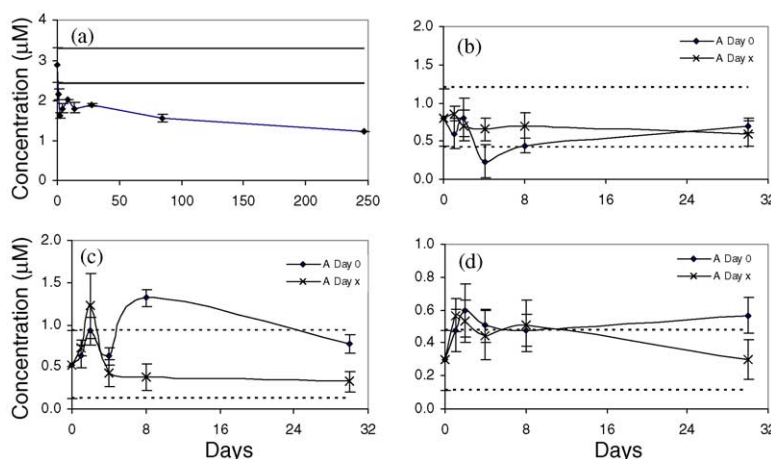 (a)
Concentration (µM)
4
3
2
1
0
0 50 100 150 200 250
(b)
A Day 0
A Day x
2.0
1.5
1.0
0.5
0.0
0 8 16 24 32
(c)
A Day 0
A Day x
Concentration (µM)
2.0
1.5
1.0
0.5
0.0
0 8 16 24 32
Days
(d)
A Day 0
A Day x
1.0
0.8
0.6
0.4
0.2
0.0
0 8 16 24 32
Days